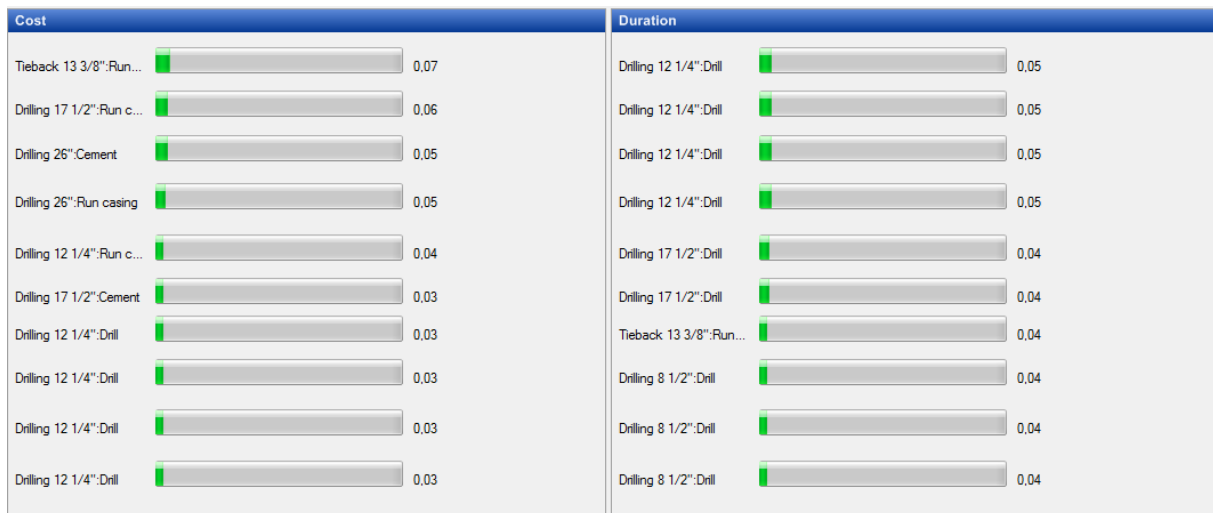 Cost
Tieback 13 3/8":Run... 0,07
Drilling 17 1/2":Run c... 0,06
Drilling 26":Cement 0,05
Drilling 26":Run casing 0,05
Drilling 12 1/4":Run c... 0,04
Drilling 17 1/2":Cement 0,03
Drilling 12 1/4":Drill 0,03
Drilling 12 1/4":Drill 0,03
Drilling 12 1/4":Drill 0,03
Drilling 12 1/4":Drill 0,03
Duration
Drilling 12 1/4":Drill 0,05
Drilling 12 1/4":Drill 0,05
Drilling 12 1/4":Drill 0,05
Drilling 12 1/4":Drill 0,05
Drilling 17 1/2":Drill 0,04
Drilling 17 1/2":Drill 0,04
Tieback 13 3/8":Run... 0,04
Drilling 8 1/2":Drill 0,04
Drilling 8 1/2":Drill 0,04
Drilling 8 1/2":Drill 0,04